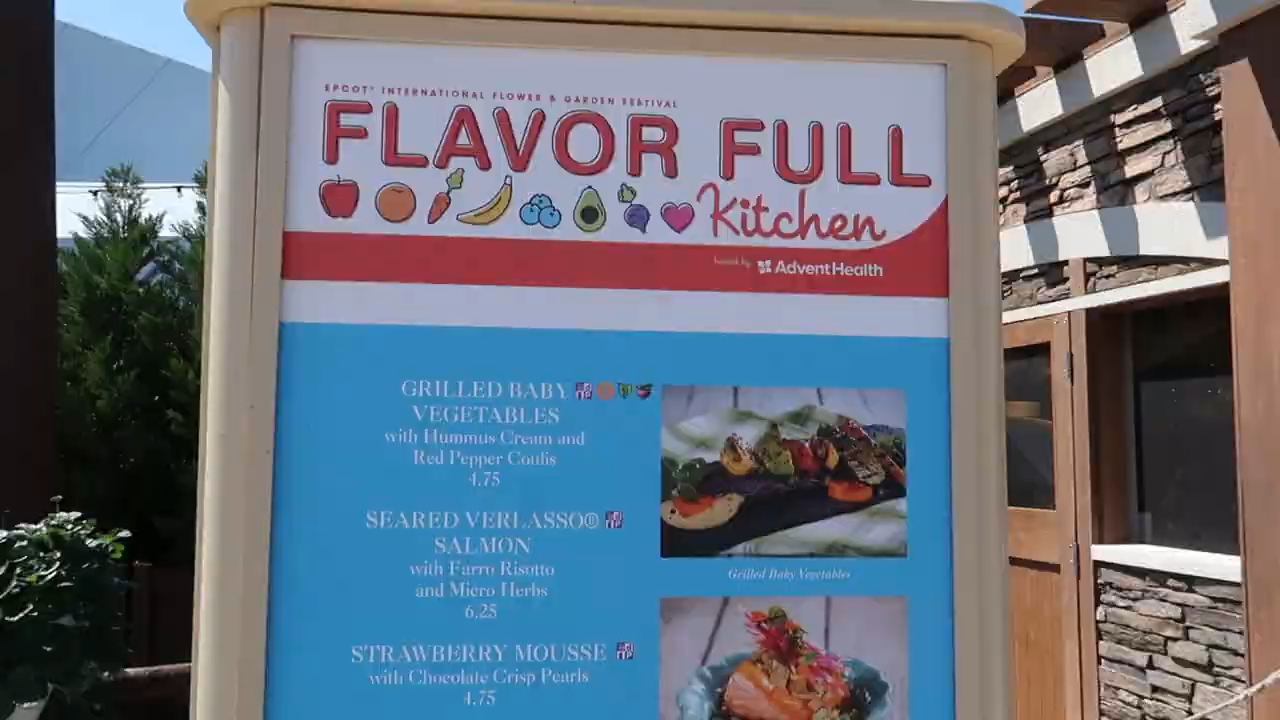 EPCOT® INTERNATIONAL FLOWER & GARDEN FESTIVAL
FLAVOR FULL
Kitchen
hosted by AdventHealth
GRILLED BABY
VEGETABLES
with Hummus Cream and
Red Pepper Coulis
4.75
SEARED VERLASSO®
SALMON
with Farro Risotto
and Micro Herbs
6.25
STRAWBERRY MOUSSE
with Chocolate Crisp Pearls
4.75
Grilled Baby Vegetables